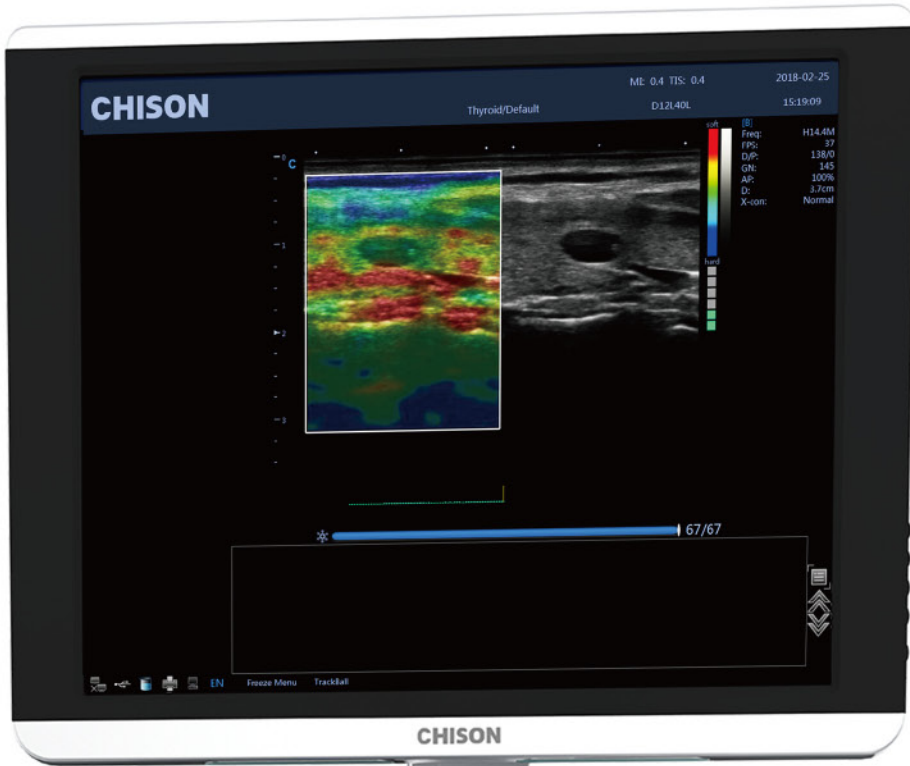 CHISON
MI: 0.4 TIS: 0.4
2018-02-25
Thyroid/Default
D12L40L
15:19:09
C
0
1
2
3
soft
hard
[B]
Freq: H14.4M
FPS: 37
D/P: 138/0
GN: 145
AP: 100%
D: 3.7cm
X-con: Normal
67/67
EN
Freeze Menu
TrackBall
CHISON